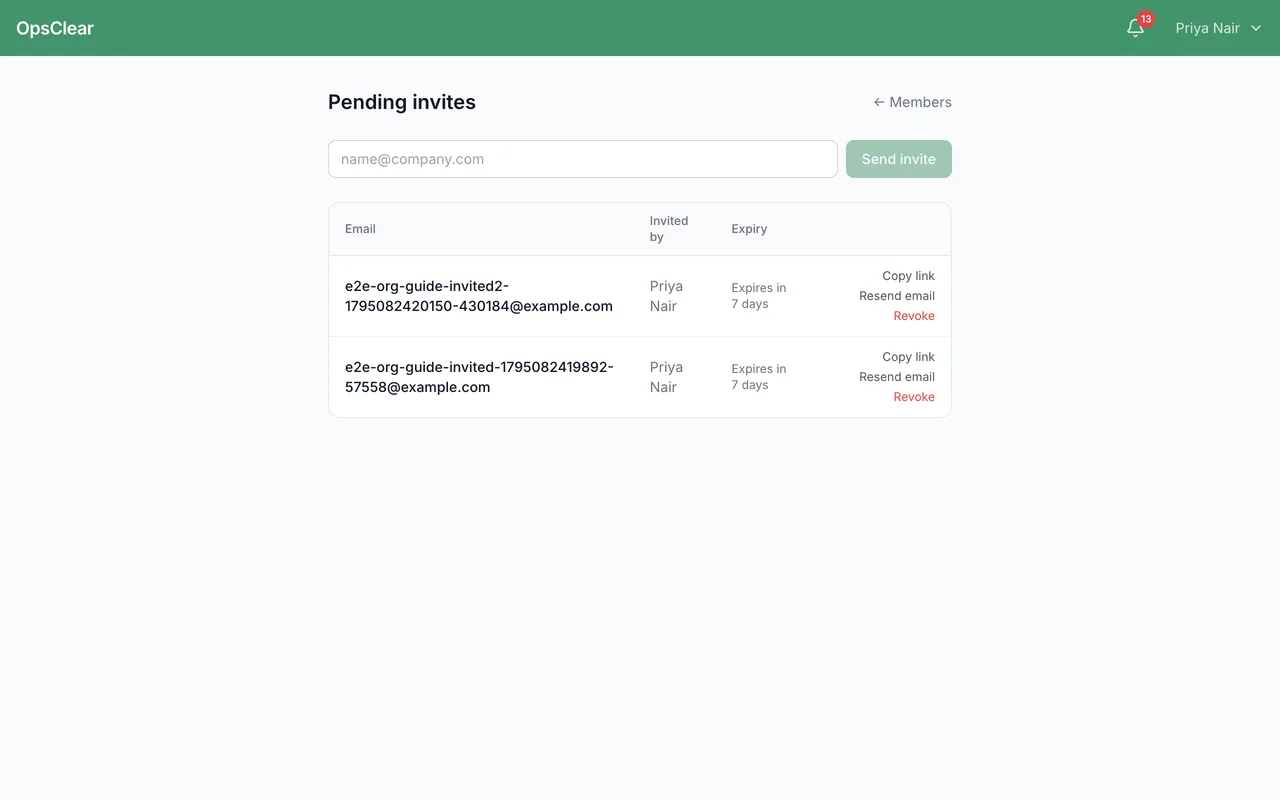 OpsClear
13
Priya Nair
Pending invites
← Members
name@company.com
Send invite
Email
Invited
by
Expiry
e2e-org-guide-invited2-
1795082420150-430184@example.com
Priya
Nair
Expires in
7 days
Copy link
Resend email
Revoke
e2e-org-guide-invited-1795082419892-
57558@example.com
Priya
Nair
Expires in
7 days
Copy link
Resend email
Revoke